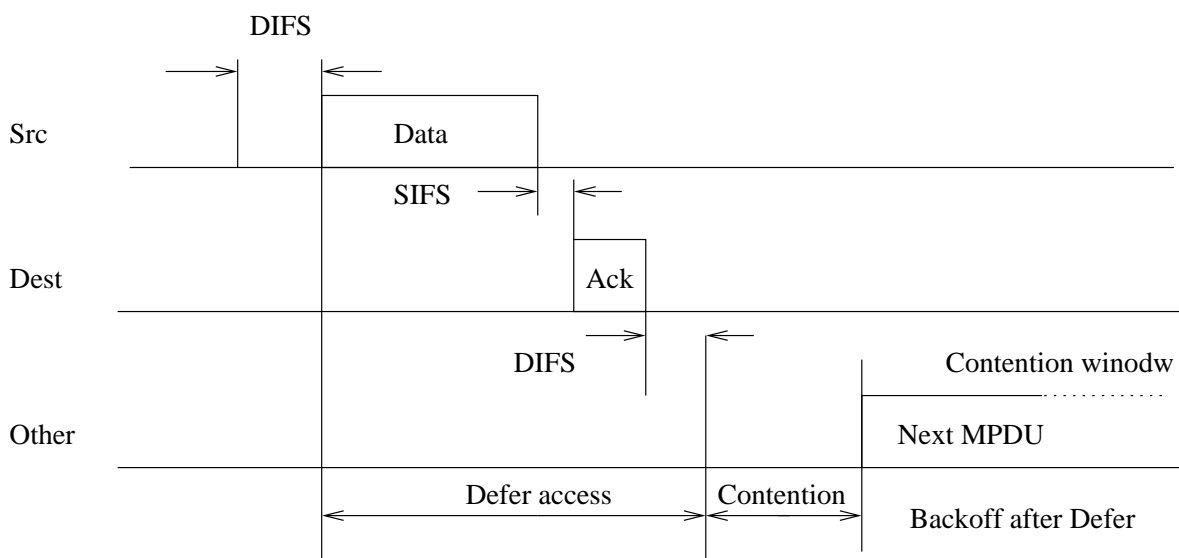 DIFS
Src
Data
SIFS
Dest
Ack
DIFS
Contention winodw
Other
Next MPDU
Defer access
Contention
Backoff after Defer